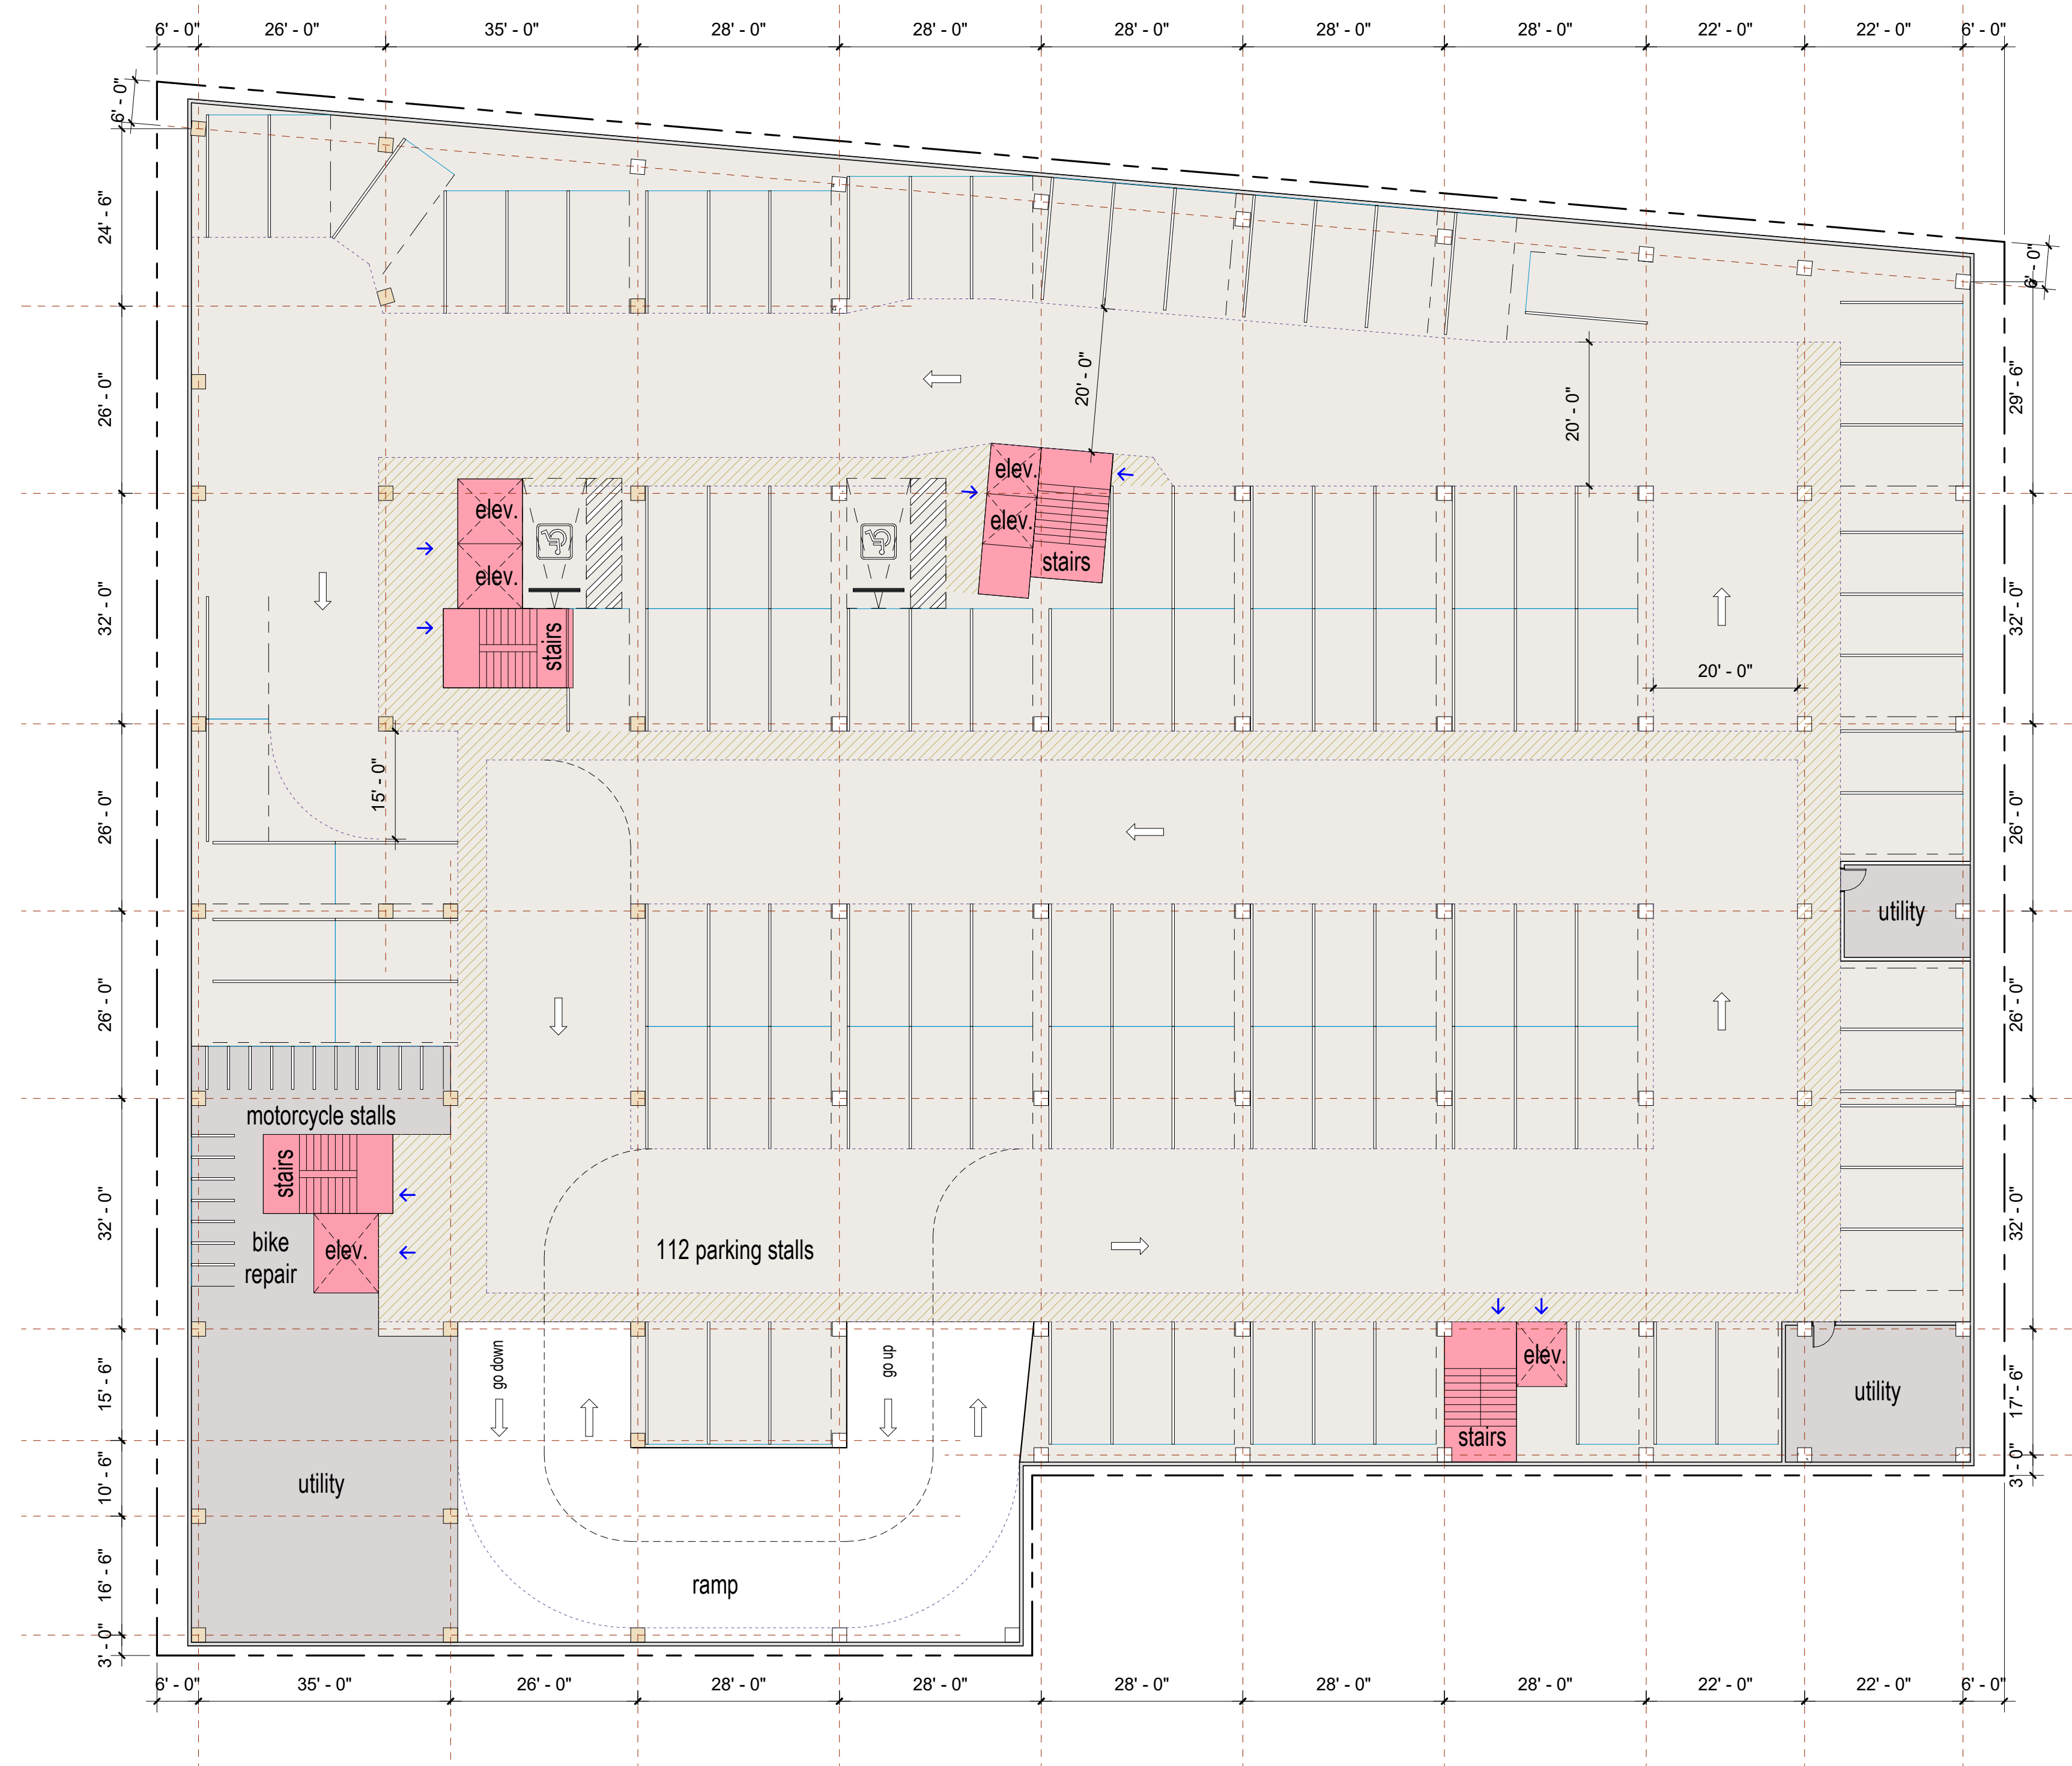 6' - 0" 26' - 0" 35' - 0" 28' - 0" 28' - 0" 28' - 0" 28' - 0" 28' - 0" 22' - 0" 22' - 0" 6' - 0"
6' - 0"
24' - 6"
6' - 0"
26' - 0"
20' - 0"
20' - 0"
29' - 6"
elev.
elev.
elev.
elev.
stairs
32' - 0"
stairs
32' - 0"
20' - 0"
15' - 0"
26' - 0"
26' - 0"
utility
26' - 0"
26' - 0"
motorcycle stalls
stairs
32' - 0"
bike
repair
elev.
112 parking stalls
32' - 0"
15' - 6"
go down
go up
elev.
stairs
utility
17' - 6"
10' - 6"
utility
3' - 0"
16' - 6"
ramp
3' - 0"
6' - 0" 35' - 0" 26' - 0" 28' - 0" 28' - 0" 28' - 0" 28' - 0" 28' - 0" 22' - 0" 22' - 0" 6' - 0"